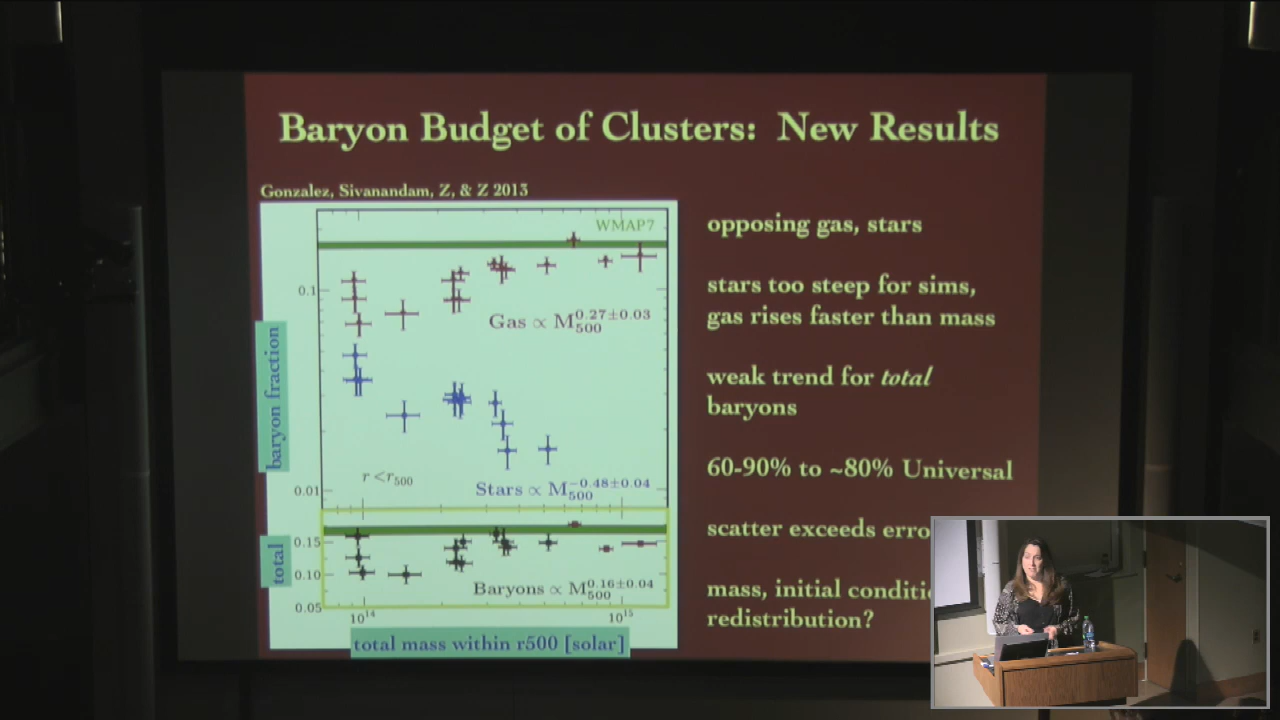 Baryon Budget of Clusters: New Results
Gonzalez, Sivanandam, Z, & Z 2013
WMAP7
0.1
Gas ∝ M500^0.27±0.03
baryon fraction
r<r500
0.01
Stars ∝ M500^−0.48±0.04
total
0.15
0.10
0.05
Baryons ∝ M500^0.16±0.04
10^14
10^15
total mass within r500 [solar]
opposing gas, stars
stars too steep for sims,
gas rises faster than mass
weak trend for total
baryons
60-90% to ~80% Universal
scatter exceeds erro
mass, initial conditi
redistribution?